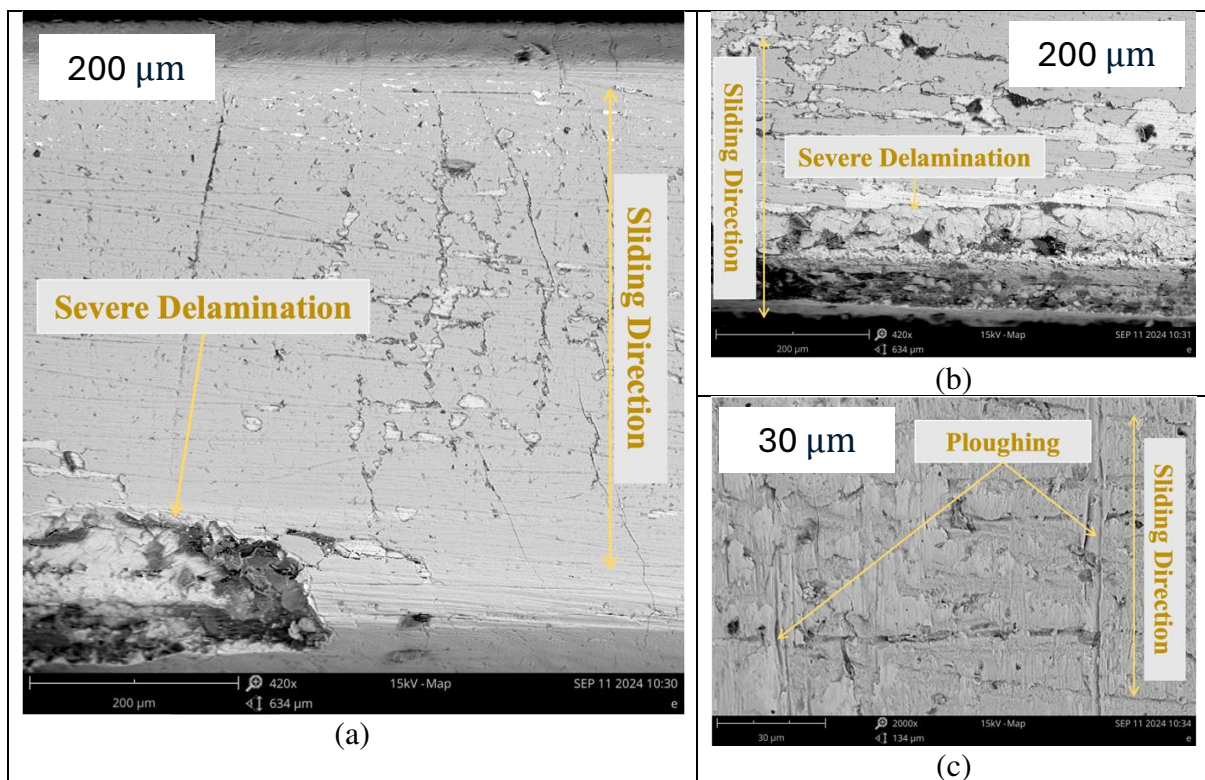 200 μm
Sliding Direction
Severe Delamination
420x
15kV - Map
SEP 11 2024 10:30
200 µm
634 µm
e
(a)
200 μm
Sliding Direction
Severe Delamination
420x
15kV - Map
SEP 11 2024 10:31
200 µm
634 µm
e
(b)
30 μm
Ploughing
Sliding Direction
2000x
15kV - Map
SEP 11 2024 10:34
30 µm
134 µm
e
(c)